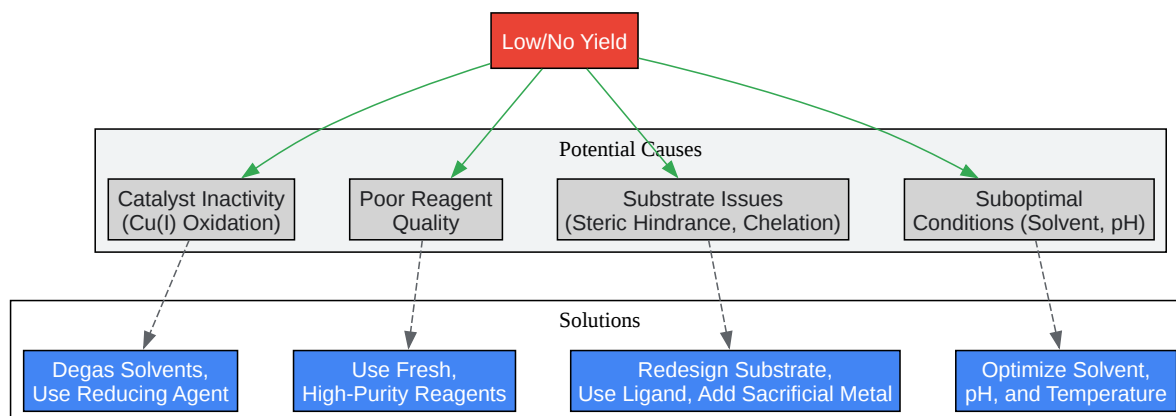 Low/No Yield
Potential Causes
Catalyst Inactivity
(Cu(I) Oxidation)
Poor Reagent
Quality
Substrate Issues
(Steric Hindrance, Chelation)
Suboptimal
Conditions (Solvent, pH)
Solutions
Degas Solvents,
Use Reducing Agent
Use Fresh,
High-Purity Reagents
Redesign Substrate,
Use Ligand, Add Sacrificial Metal
Optimize Solvent,
pH, and Temperature